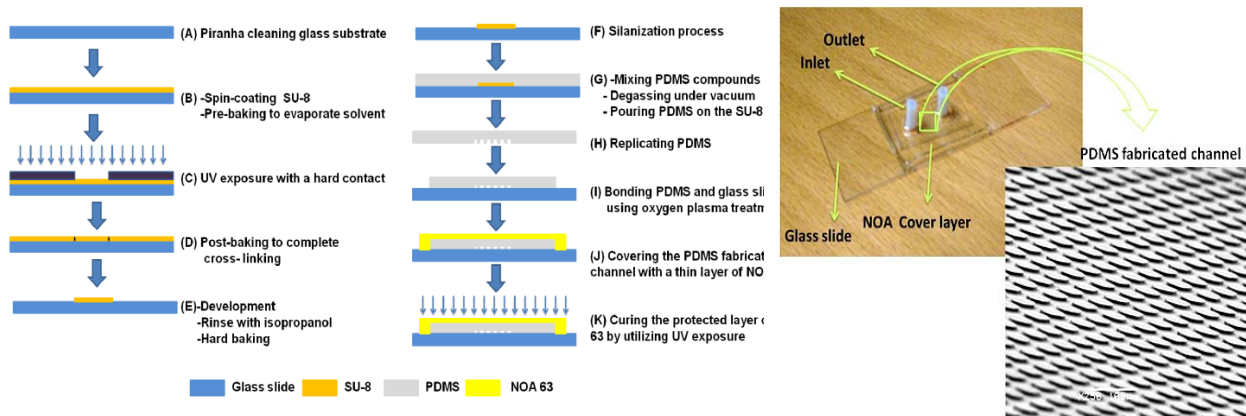 (A) Piranha cleaning glass substrate
(B) -Spin-coating SU-8
-Pre-baking to evaporate solvent
(C) UV exposure with a hard contact
(D) Post-baking to complete
cross- linking
(E)-Development
-Rinse with isopropanol
-Hard baking
(F) Silanization process
(G) -Mixing PDMS compounds
- Degassing under vacuum
- Pouring PDMS on the SU-8
(H) Replicating PDMS
(I) Bonding PDMS and glass sli
using oxygen plasma treatm
(J) Covering the PDMS fabricat
channel with a thin layer of NO
(K) Curing the protected layer o
63 by utilizing UV exposure
Glass slide
SU-8
PDMS
NOA 63
Outlet
Inlet
Glass slide
NOA Cover layer
PDMS fabricated channel
X250